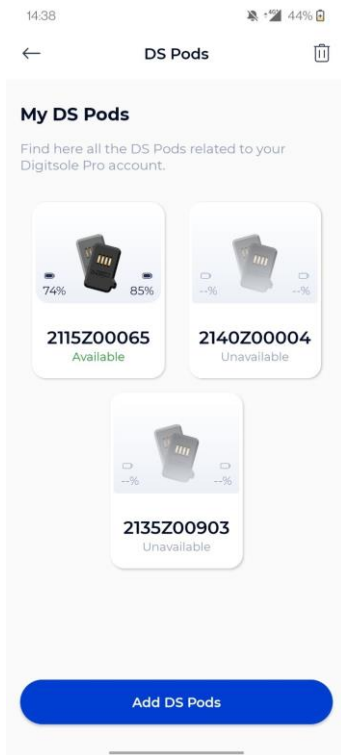 14:38
4G 44%
DS Pods
My DS Pods
Find here all the DS Pods related to your
Digitsole Pro account.
74% 85% --% --%
2115Z00065 2140Z00004
Available Unavailable
--% --%
2135Z00903
Unavailable
Add DS Pods